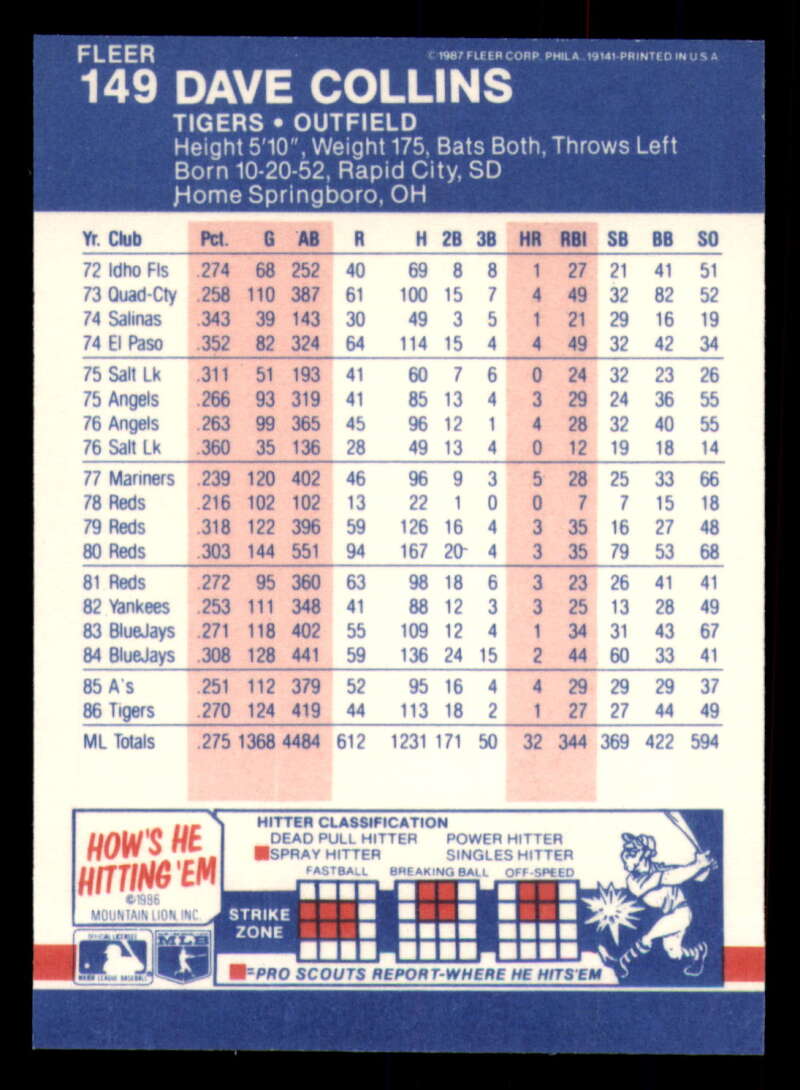 FLEER
© 1987 FLEER CORP. PHILA., 19141-PRINTED IN U S A
149 DAVE COLLINS
TIGERS • OUTFIELD
Height 5'10", Weight 175, Bats Both, Throws Left
Born 10-20-52, Rapid City, SD
Home Springboro, OH
Yr. Club Pct. G AB R H 2B 3B HR RBI SB BB SO
72 Idho Fls .274 68 252 40 69 8 8 1 27 21 41 51
73 Quad-Cty .258 110 387 61 100 15 7 4 49 32 82 52
74 Salinas .343 39 143 30 49 3 5 1 21 29 16 19
74 El Paso .352 82 324 64 114 15 4 4 49 32 42 34
75 Salt Lk .311 51 193 41 60 7 6 0 24 32 23 26
75 Angels .266 93 319 41 85 13 4 3 29 24 36 55
76 Angels .263 99 365 45 96 12 1 4 28 32 40 55
76 Salt Lk .360 35 136 28 49 13 4 0 12 19 18 14
77 Mariners .239 120 402 46 96 9 3 5 28 25 33 66
78 Reds .216 102 102 13 22 1 0 0 7 7 15 18
79 Reds .318 122 396 59 126 16 4 3 35 16 27 48
80 Reds .303 144 551 94 167 20 4 3 35 79 53 68
81 Reds .272 95 360 63 98 18 6 3 23 26 41 41
82 Yankees .253 111 348 41 88 12 3 3 25 13 28 49
83 BlueJays .271 118 402 55 109 12 4 1 34 31 43 67
84 BlueJays .308 128 441 59 136 24 15 2 44 60 33 41
85 A's .251 112 379 52 95 16 4 4 29 29 29 37
86 Tigers .270 124 419 44 113 18 2 1 27 27 44 49
ML Totals .275 1368 4484 612 1231 171 50 32 344 369 422 594
HOW'S HE
HITTING 'EM
©1986
MOUNTAIN LION, INC.
HITTER CLASSIFICATION
DEAD PULL HITTER POWER HITTER
SPRAY HITTER SINGLES HITTER
FASTBALL BREAKING BALL OFF-SPEED
STRIKE
ZONE
=PRO SCOUTS REPORT-WHERE HE HITS'EM
OFFICIAL LICENSEE
MAJOR LEAGUE BASEBALL
MLB